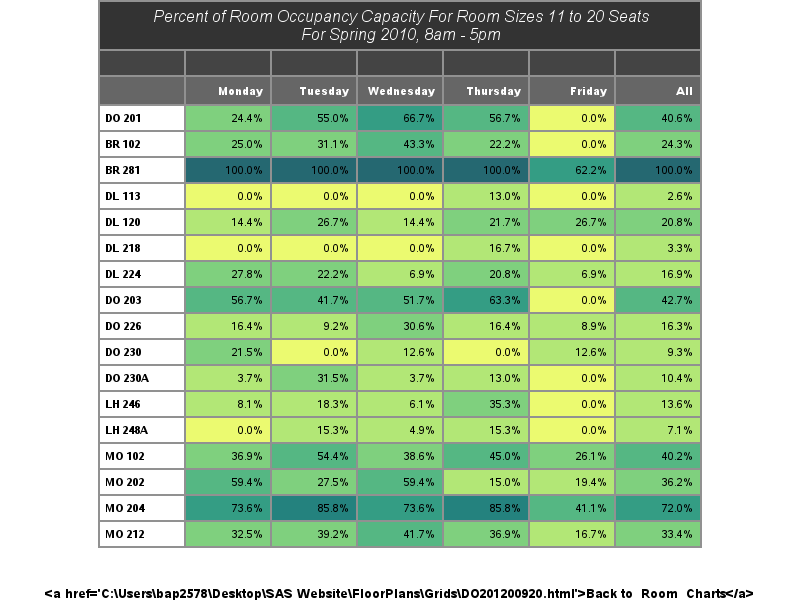 Percent of Room Occupancy Capacity For Room Sizes 11 to 20 Seats
For Spring 2010, 8am - 5pm
Monday Tuesday Wednesday Thursday Friday All
DO 201 24.4% 55.0% 66.7% 56.7% 0.0% 40.6%
BR 102 25.0% 31.1% 43.3% 22.2% 0.0% 24.3%
BR 281 100.0% 100.0% 100.0% 100.0% 62.2% 100.0%
DL 113 0.0% 0.0% 0.0% 13.0% 0.0% 2.6%
DL 120 14.4% 26.7% 14.4% 21.7% 26.7% 20.8%
DL 218 0.0% 0.0% 0.0% 16.7% 0.0% 3.3%
DL 224 27.8% 22.2% 6.9% 20.8% 6.9% 16.9%
DO 203 56.7% 41.7% 51.7% 63.3% 0.0% 42.7%
DO 226 16.4% 9.2% 30.6% 16.4% 8.9% 16.3%
DO 230 21.5% 0.0% 12.6% 0.0% 12.6% 9.3%
DO 230A 3.7% 31.5% 3.7% 13.0% 0.0% 10.4%
LH 246 8.1% 18.3% 6.1% 35.3% 0.0% 13.6%
LH 248A 0.0% 15.3% 4.9% 15.3% 0.0% 7.1%
MO 102 36.9% 54.4% 38.6% 45.0% 26.1% 40.2%
MO 202 59.4% 27.5% 59.4% 15.0% 19.4% 36.2%
MO 204 73.6% 85.8% 73.6% 85.8% 41.1% 72.0%
MO 212 32.5% 39.2% 41.7% 36.9% 16.7% 33.4%
<a href='C:\Users\bap2578\Desktop\SAS Website\FloorPlans\Grids\DO201200920.html'>Back to Room Charts</a>